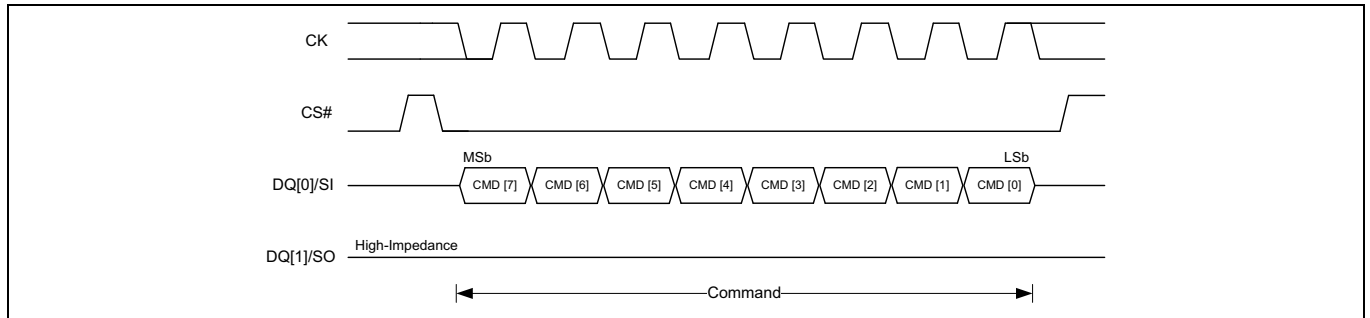 CK
CS#
MSb LSb
DQ[0]/SI CMD [7] CMD [6] CMD [5] CMD [4] CMD [3] CMD [2] CMD [1] CMD [0]
High-Impedance
DQ[1]/SO
Command